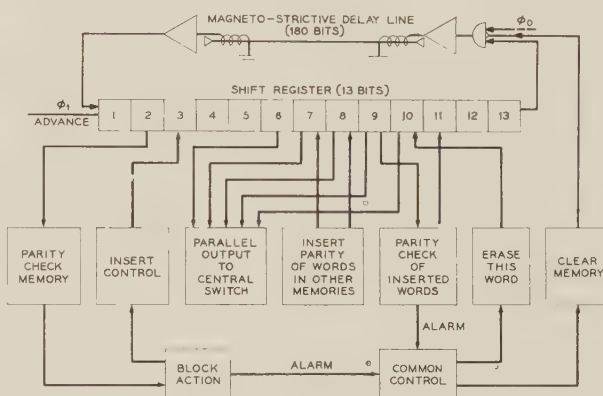 MAGNETO-STRICTIVE DELAY LINE
(180 BITS)
ϕ0
SHIFT REGISTER (13 BITS)
ϕ1
ADVANCE
1 2 3 4 5 6 7 8 9 10 11 12 13
PARITY
CHECK
MEMORY
INSERT
CONTROL
PARALLEL
OUTPUT
TO
CENTRAL
SWITCH
INSERT
PARITY
OF WORDS
IN OTHER
MEMORIES
PARITY
CHECK
OF
INSERTED
WORDS
ERASE
THIS
WORD
CLEAR
MEMORY
ALARM
BLOCK
ACTION
ALARM
COMMON
CONTROL